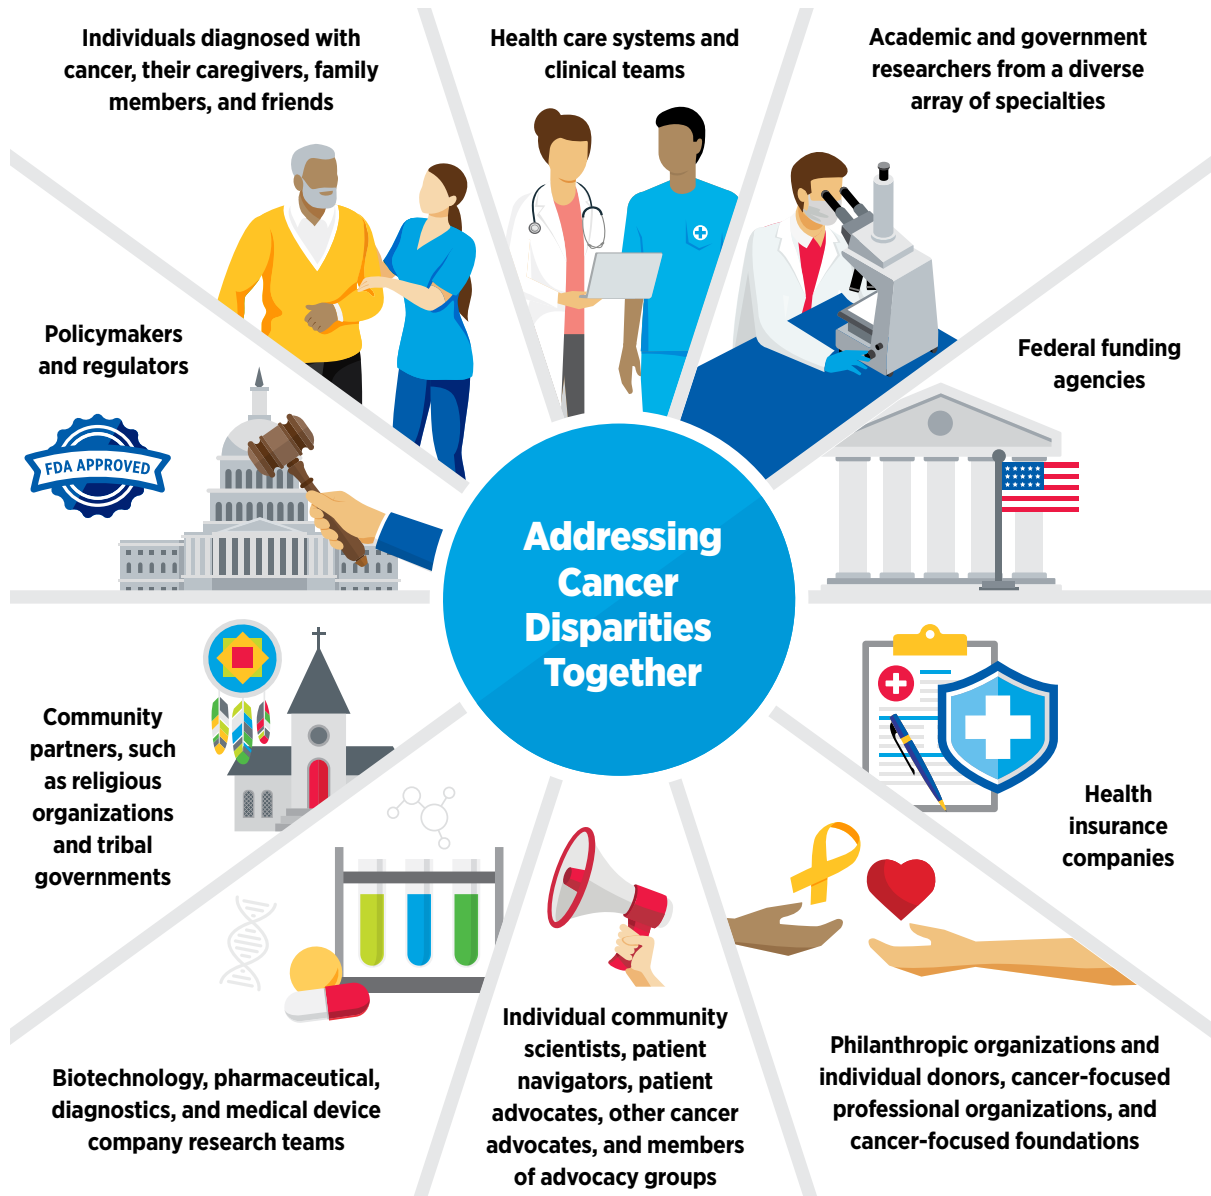 Individuals diagnosed with
cancer, their caregivers, family
members, and friends
Health care systems and
clinical teams
Academic and government
researchers from a diverse
array of specialties
Policymakers
and regulators
FDA APPROVED
Federal funding
agencies
Addressing
Cancer
Disparities
Together
Community
partners, such
as religious
organizations
and tribal
governments
Health
insurance
companies
Biotechnology, pharmaceutical,
diagnostics, and medical device
company research teams
Individual community
scientists, patient
navigators, patient
advocates, other cancer
advocates, and members
of advocacy groups
Philanthropic organizations and
individual donors, cancer-focused
professional organizations, and
cancer-focused foundations